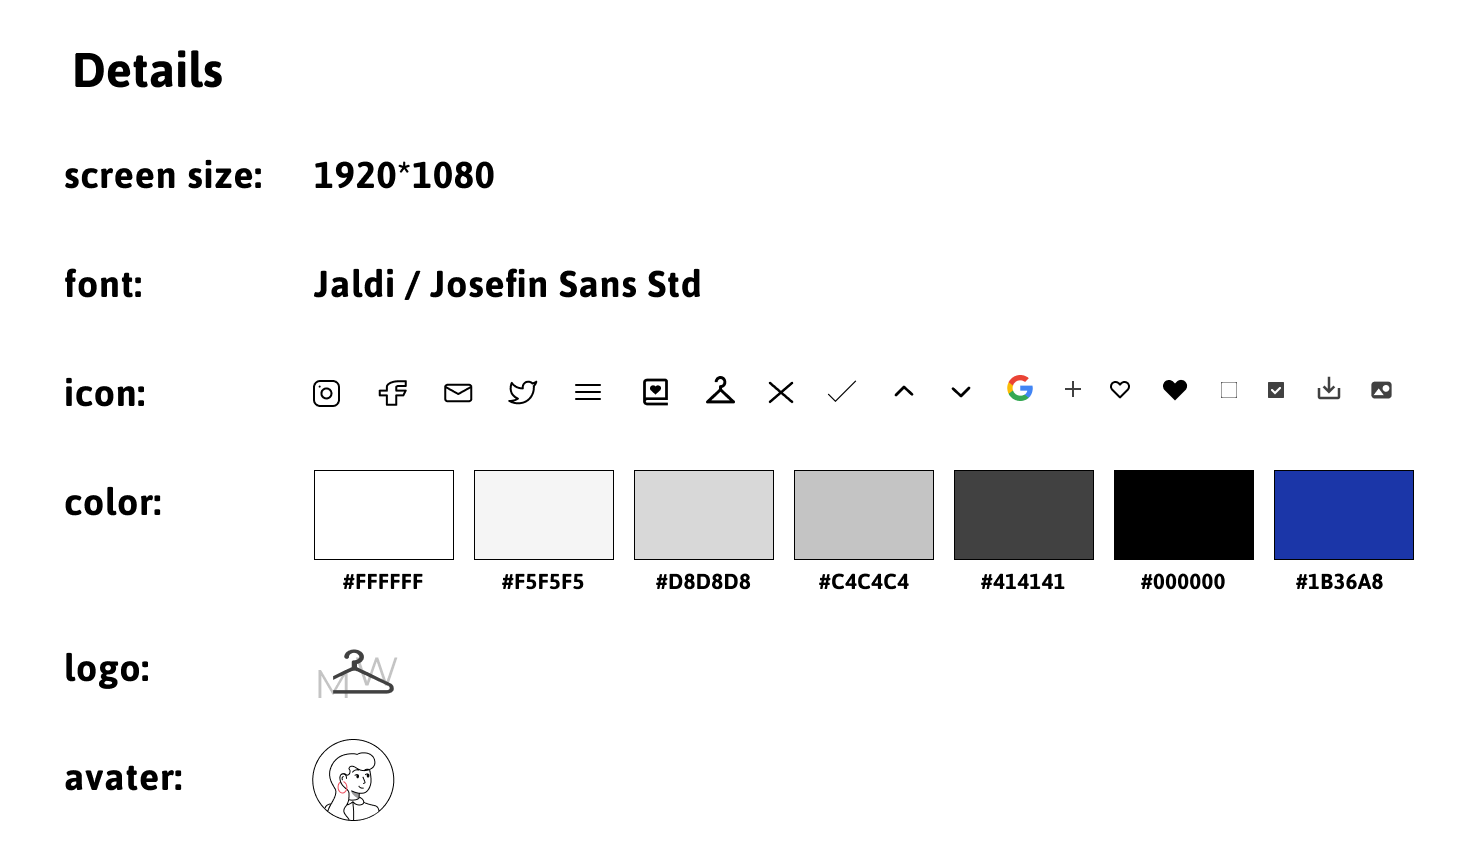 Details
screen size: 1920*1080
font: Jaldi / Josefin Sans Std
icon:
color:
#FFFFFF #F5F5F5 #D8D8D8 #C4C4C4 #414141 #000000 #1B36A8
logo: M W
avater: